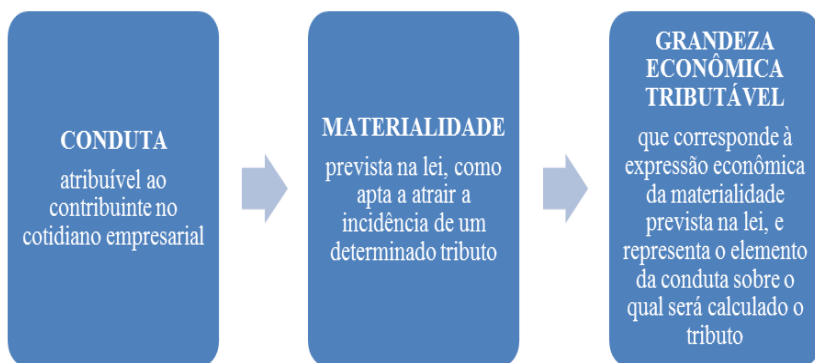 CONDUTA
atribuível ao
contribuinte no
cotidiano empresarial
MATERIALIDADE
prevista na lei, como
apta a atrair a
incidência de um
determinado tributo
GRANDEZA
ECONÔMICA
TRIBUTÁVEL
que corresponde à
expressão econômica
da materialidade
prevista na lei, e
representa o elemento
da conduta sobre o
qual será calculado o
tributo